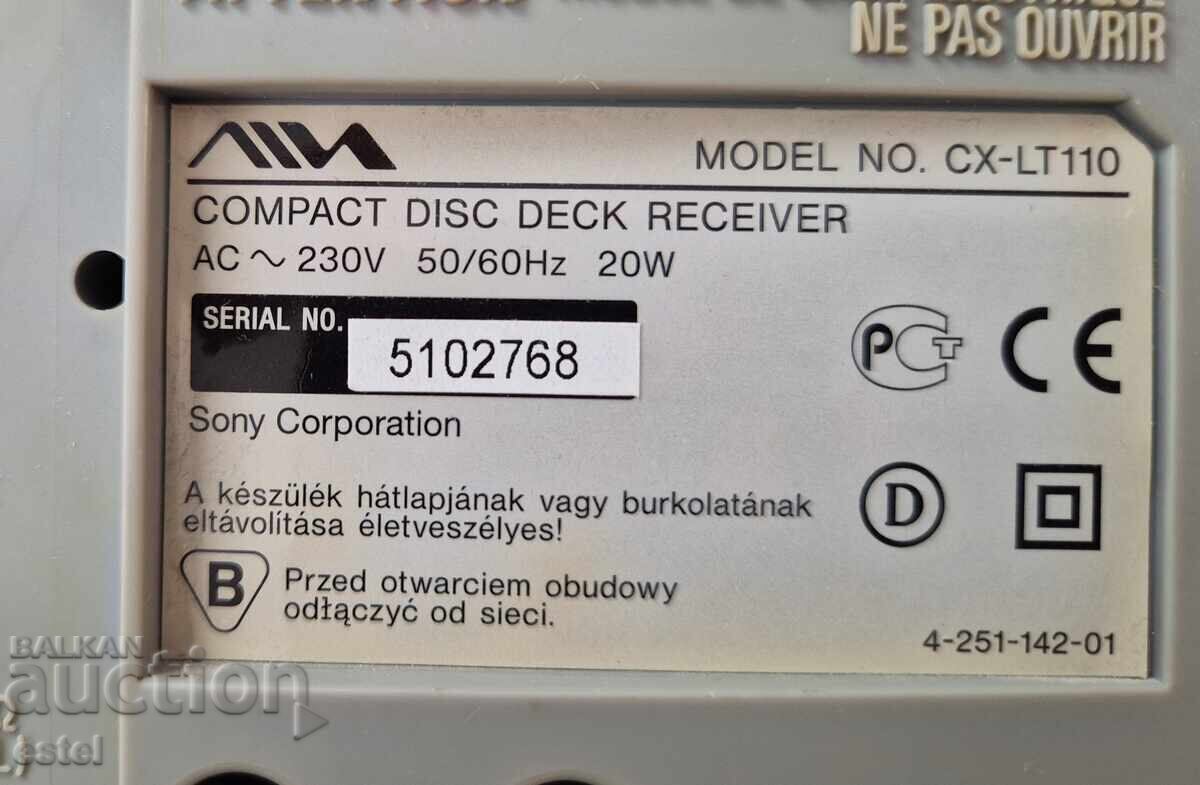 NE PAS OUVRIR
AIWA
MODEL NO. CX-LT110
COMPACT DISC DECK RECEIVER
AC ~ 230V 50/60Hz 20W
SERIAL NO.
5102768
PCT
CE
Sony Corporation
A készülék hátlapjának vagy burkolatának
eltávolítása életveszélyes!
D
B
Przed otwarciem obudowy
odłączyć od sieci.
4-251-142-01
BALKAN
auction
estel